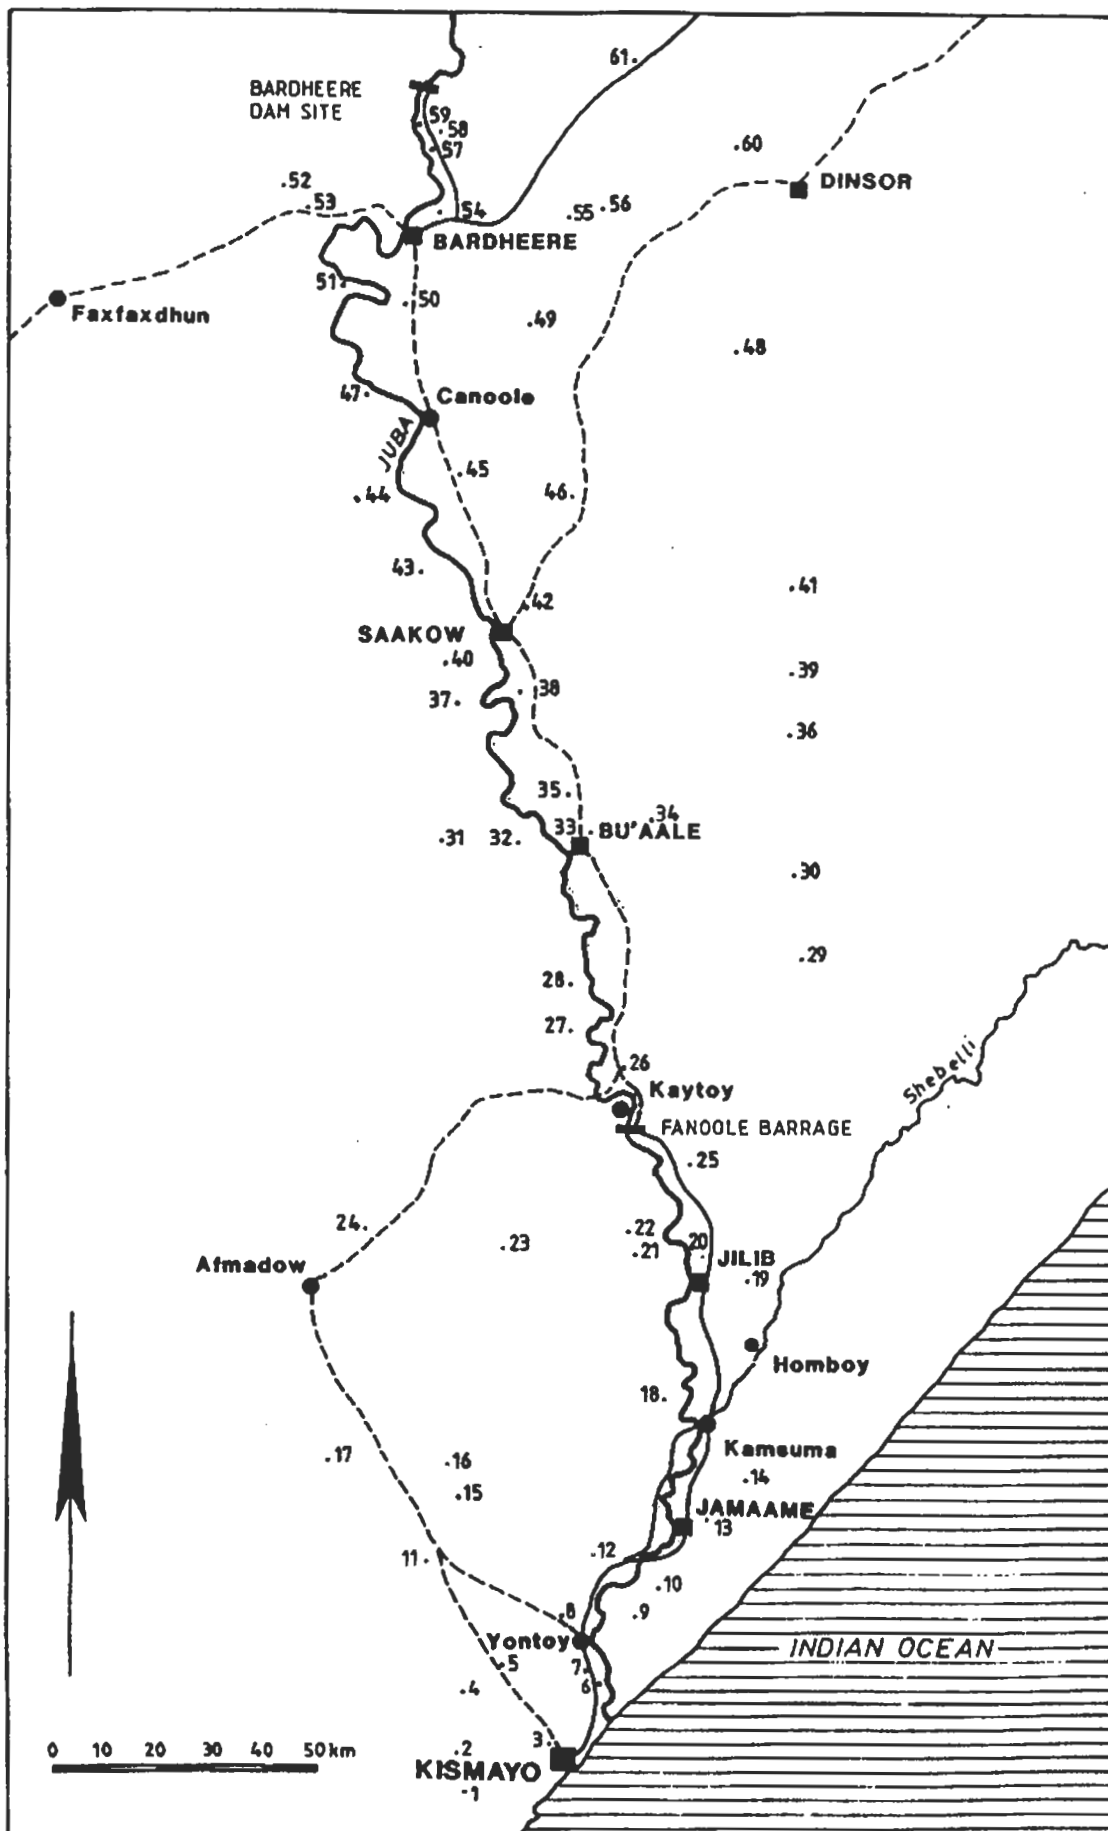 61.
BARDHEERE
DAM SITE
59
.58
57
.60
DINSOR
.52
.53
.54
.55
.56
BARDHEERE
51.
.50
Faxfaxdhun
.49
.48
47.
Canoole
JUBA
.45
.44
46.
43.
.41
.42
SAAKOW
.40
.39
37.
.38
.36
35.
.34
33
BU'AALE
.31
32.
.30
.29
28.
27.
Shebelli
.26
Kaytoy
FANOOLE BARRAGE
.25
24.
.22
.23
.21
20
JILIB
.19
Afmadow
Homboy
18.
Kamsuma
.17
.16
.14
.15
JAMAAME
.13
11.
.12
.10
.8
.9
Yontoy
INDIAN OCEAN
.5
7
6
.4
3.
0 10 20 30 40 50 km
.2
KISMAYO
.1